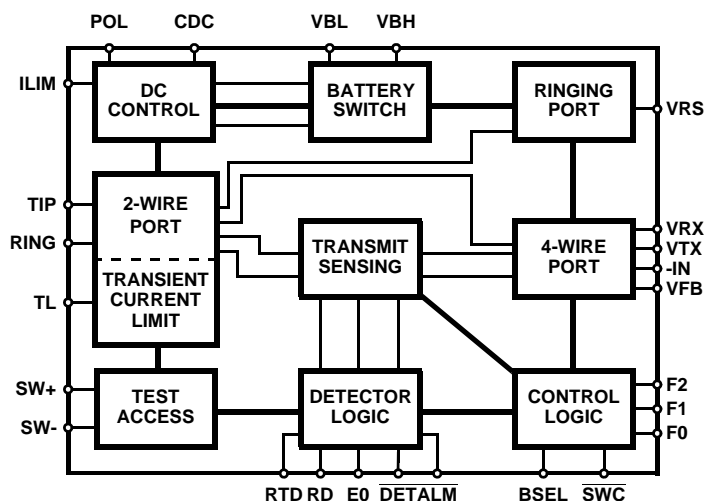 POL CDC VBL VBH
ILIM
DC
CONTROL
BATTERY
SWITCH
RINGING
PORT
VRS
TIP
RING
TL
2-WIRE
PORT
TRANSIENT
CURRENT
LIMIT
TRANSMIT
SENSING
4-WIRE
PORT
VRX
VTX
-IN
VFB
SW+
SW-
TEST
ACCESS
DETECTOR
LOGIC
CONTROL
LOGIC
F2
F1
F0
RTD RD E0 DET ALM BSEL SWC